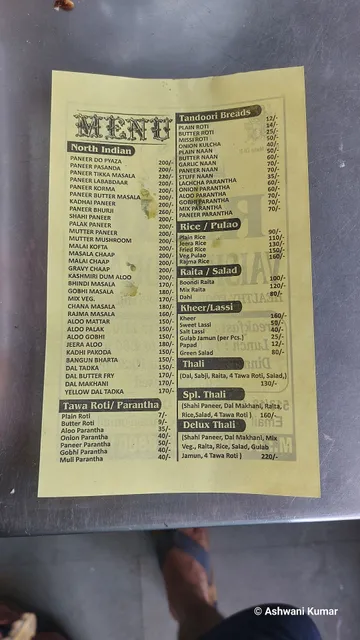 MENU
North Indian
PANEER DO PYAZA 200/-
PANEER PASANDA 200/-
PANEER TIKKA MASALA 220/-
PANEER LABABDAAR 200/-
PANEER KORMA 200/-
PANEER BUTTER MASALA 200/-
KADHAI PANEER 200/-
PANEER BHURJI 260/-
SHAHI PANEER 200/-
PALAK PANEER 200/-
MUTTER PANEER 200/-
MUTTER MUSHROOM 200/-
MALAI KOFTA 200/-
MASALA CHAAP 200/-
MALAI CHAAP 200/-
GRAVY CHAAP 200/-
KASHMIRI DUM ALOO 200/-
BHINDI MASALA 170/-
GOBHI MASALA 180/-
MIX VEG. 170/-
CHANA MASALA 180/-
RAJMA MASALA 160/-
ALOO MATTAR 150/-
ALOO PALAK 150/-
ALOO GOBHI 150/-
JEERA ALOO 180/-
KADHI PAKODA 150/-
BANGUN BHARTA 150/-
DAL TADKA 150/-
DAL BUTTER FRY 170/-
DAL MAKHANI 170/-
YELLOW DAL TADKA 170/-
Tawa Roti/ Parantha
Plain Roti 7/-
Butter Roti 9/-
Aloo Parantha 35/-
Onion Parantha 40/-
Paneer Parantha 50/-
Gobhi Parantha 40/-
Muli Parantha 40/-
Tandoori Breads
PLAIN ROTI 12/-
BUTTER ROTI 14/-
MISSI ROTI 25/-
ONION KULCHA 50/-
PLAIN NAAN 40/-
BUTTER NAAN 50/-
GARLIC NAAN 60/-
PANEER NAAN 70/-
STUFF NAAN 70/-
LACHCHA PARANTHA 35/-
ONION PARANTHA 60/-
ALOO PARANTHA 60/-
GOBHI PARANTHA 70/-
MIX PARANTHA 70/-
PANEER PARANTHA 70/-
Rice / Pulao
Plain Rice 90/-
Jeera Rice 110/-
Fried Rice 130/-
Veg Pulao 150/-
Rajma Rice 160/-
Raita / Salad
Boondi Raita 100/-
Mix Raita 120/-
Dahi 80/-
Kheer/Lassi
Kheer 160/-
Sweet Lassi 50/-
Salt Lassi 40/-
Gulab Jamun (per Pcs.) 25/-
Papad 12/-
Green Salad 80/-
Thali
(Dal, Sabji, Raita, 4 Tawa Roti, Salad,)
130/-
Spl. Thali
[Shahi Paneer, Dal Makhani, Raita,
Rice,Salad, 4 Tawa Roti ] 160/-
Delux Thali
[Shahi Paneer, Dal Makhani, Mix
Veg., Raita, Rice, Salad, Gulab
Jamun, 4 Tawa Roti ] 220/-
© Ashwani Kumar